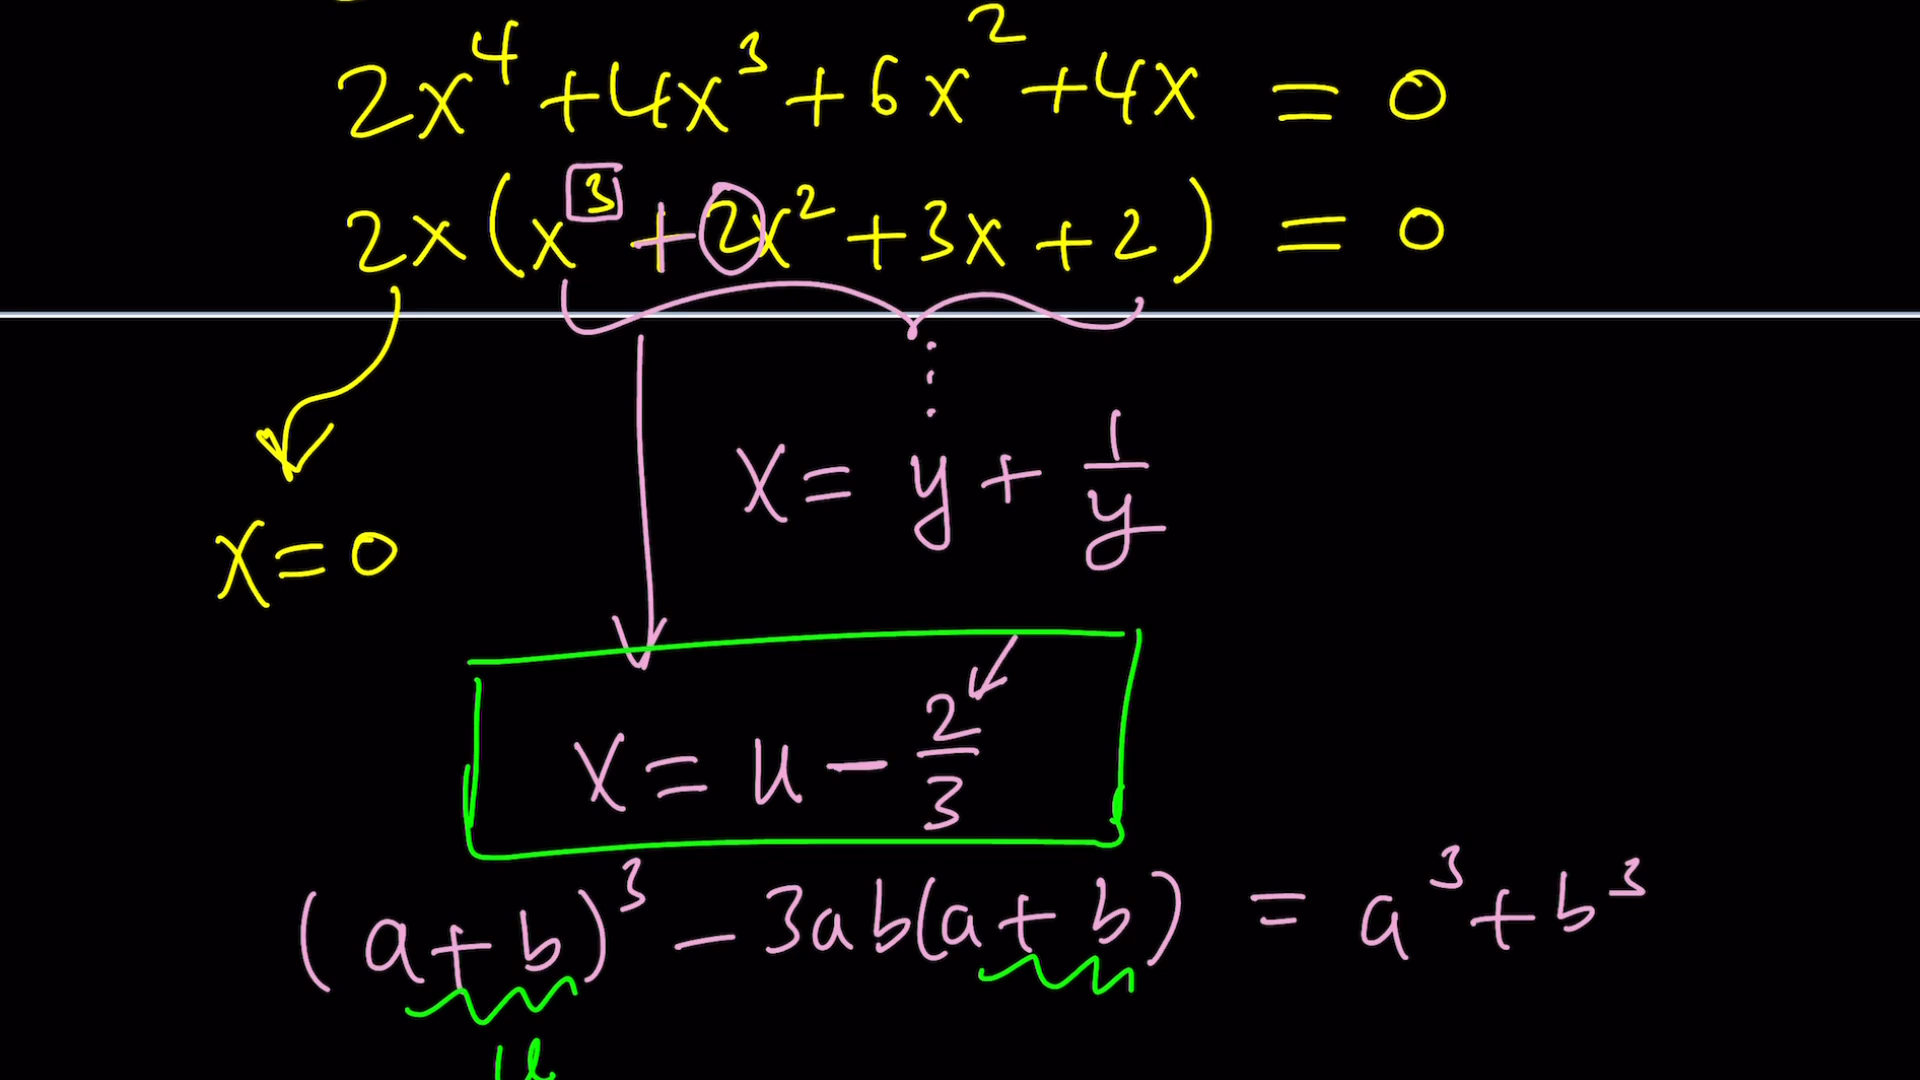 2x⁴ + 4x³ + 6x² + 4x = 0
2x(x³ + 2x² + 3x + 2) = 0
x = y + 1/y
x = 0
x = u - 2/3
(a + b)³ - 3ab(a + b) = a³ + b³